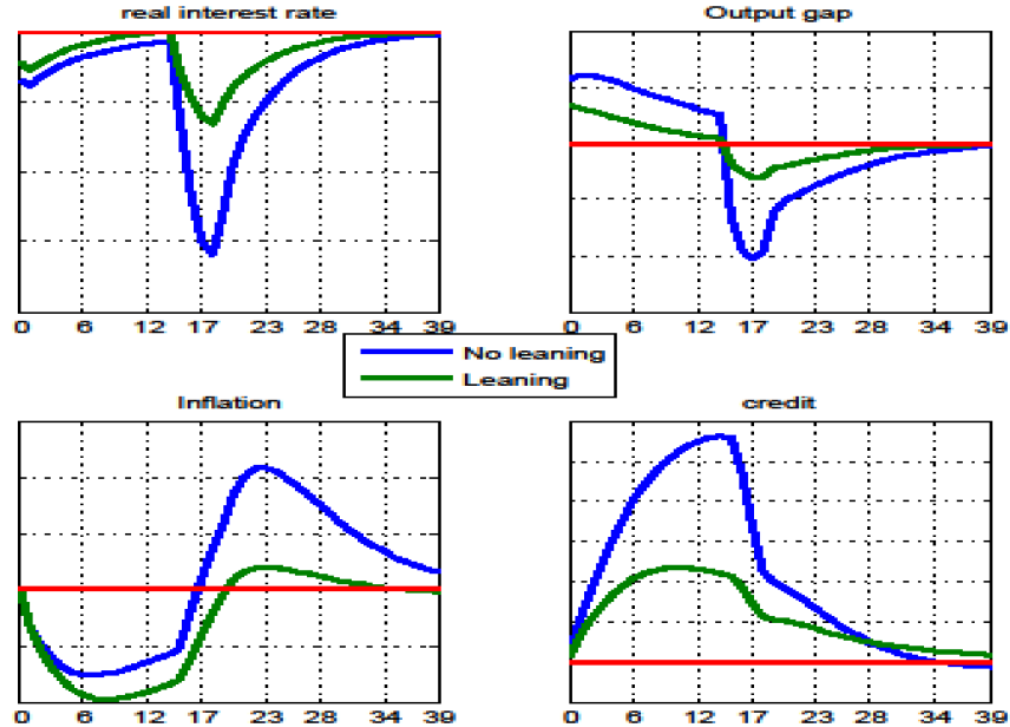 real interest rate
Output gap
0 6 12 17 23 28 34 39
0 6 12 17 23 28 34 39
No leaning
Leaning
Inflation
credit
0 6 12 17 23 28 34 39
0 6 12 17 23 28 34 39